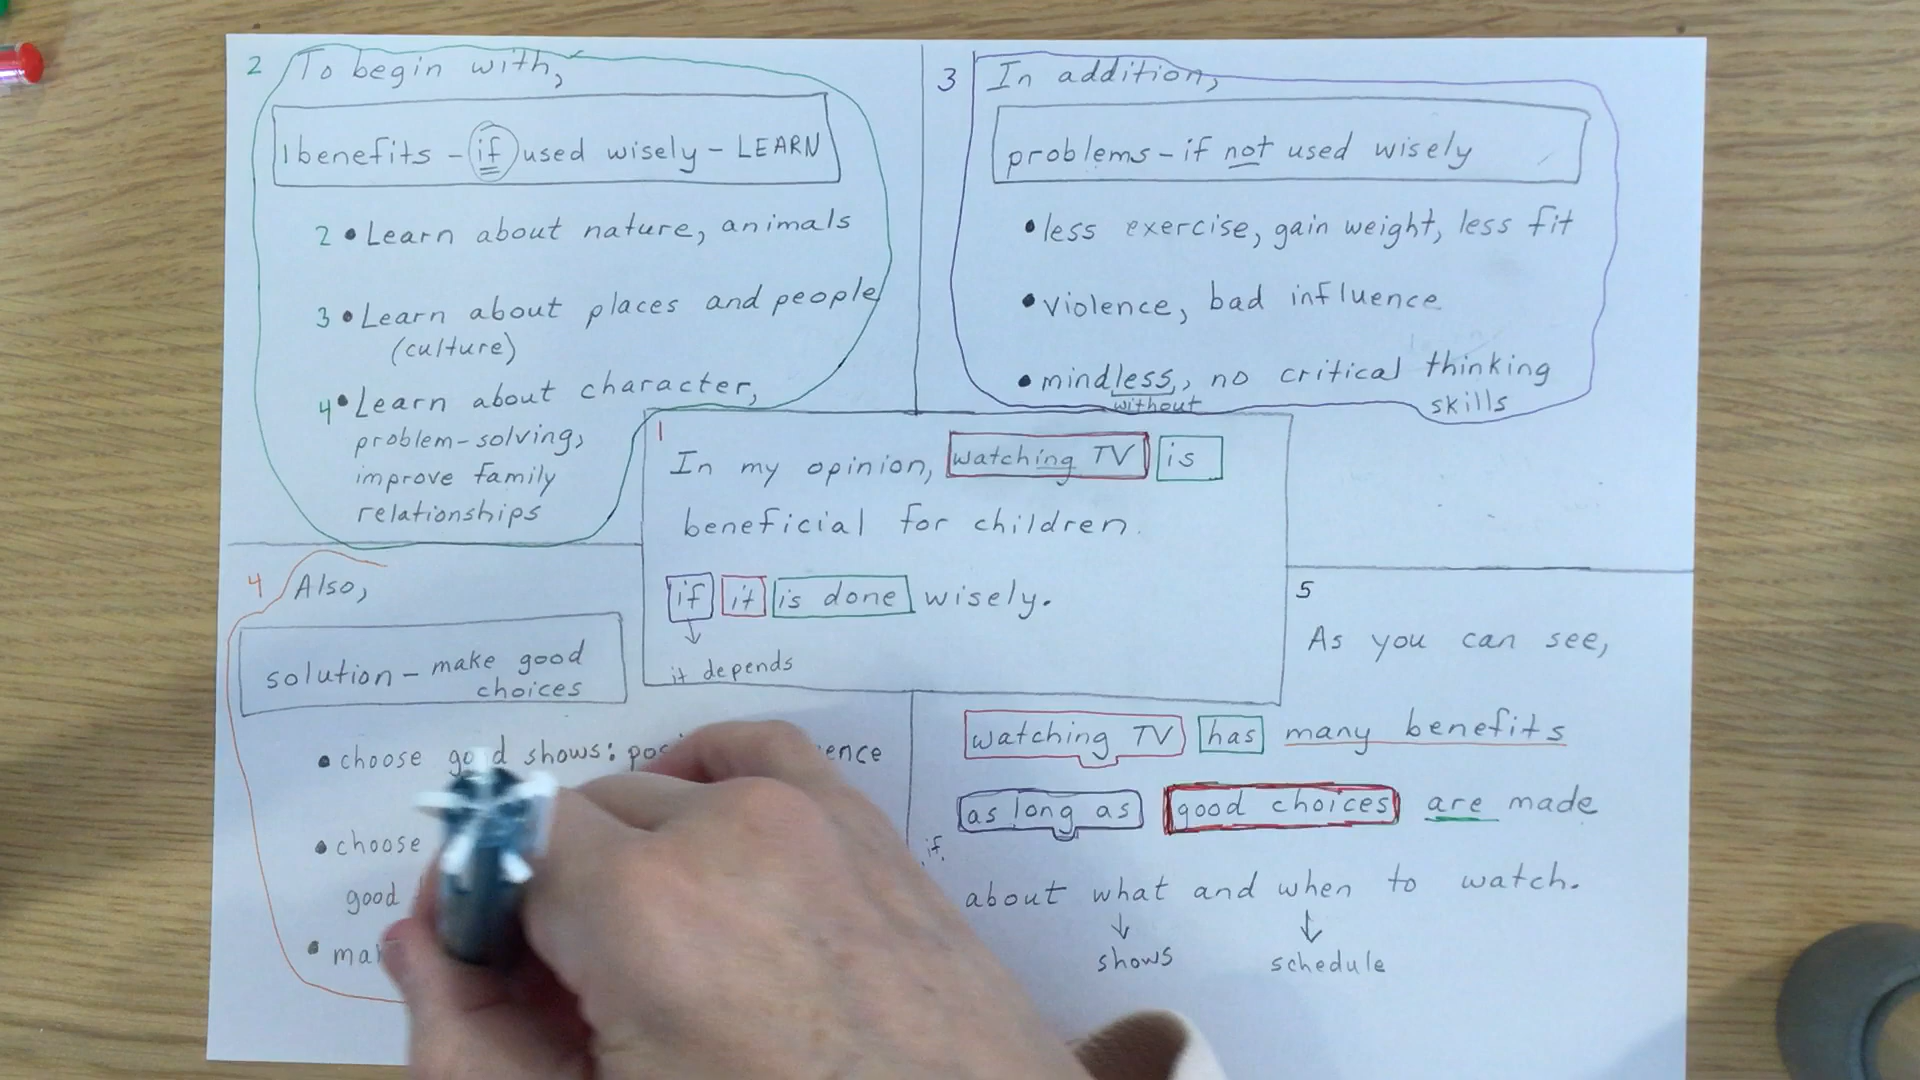 2 To begin with,
1 benefits - if used wisely - LEARN
2 • Learn about nature, animals
3 • Learn about places and people
(culture)
4 • Learn about character,
problem-solving,
improve family
relationships
3 In addition,
problems - if not used wisely
• less exercise, gain weight, less fit
• violence, bad influence
• mindless, no critical thinking
without
skills
1
In my opinion, watching TV is
beneficial for children.
if it is done wisely.
it depends
4 Also,
solution - make good
choices
• choose good shows:
• choose
good
•
5
As you can see,
watching TV has many benefits
as long as good choices are made
if
about what and when to watch.
shows schedule